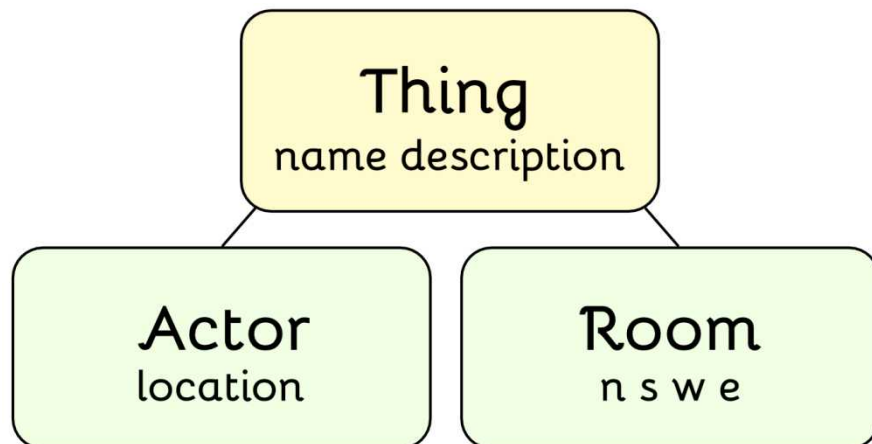 Thing
name description
Actor
location
Room
n s w e